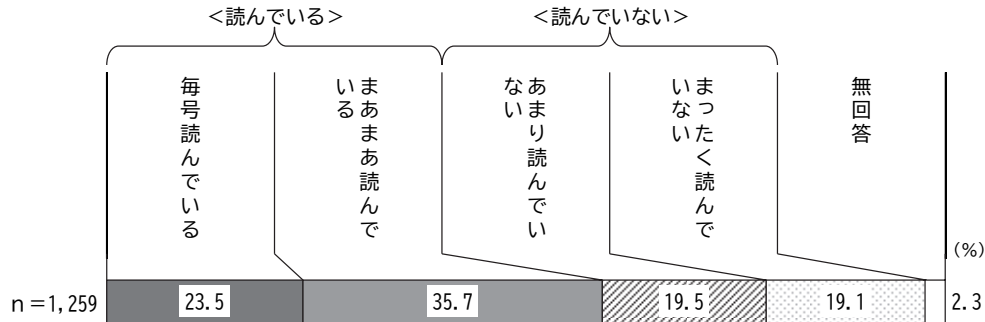 ＜読んでいる＞
＜読んでいない＞
毎号読んでいる
まあまあ読んで
いる
あまり読んでい
ない
まったく読んで
いない
無回答
(%)
n＝1,259
23.5
35.7
19.5
19.1
2.3